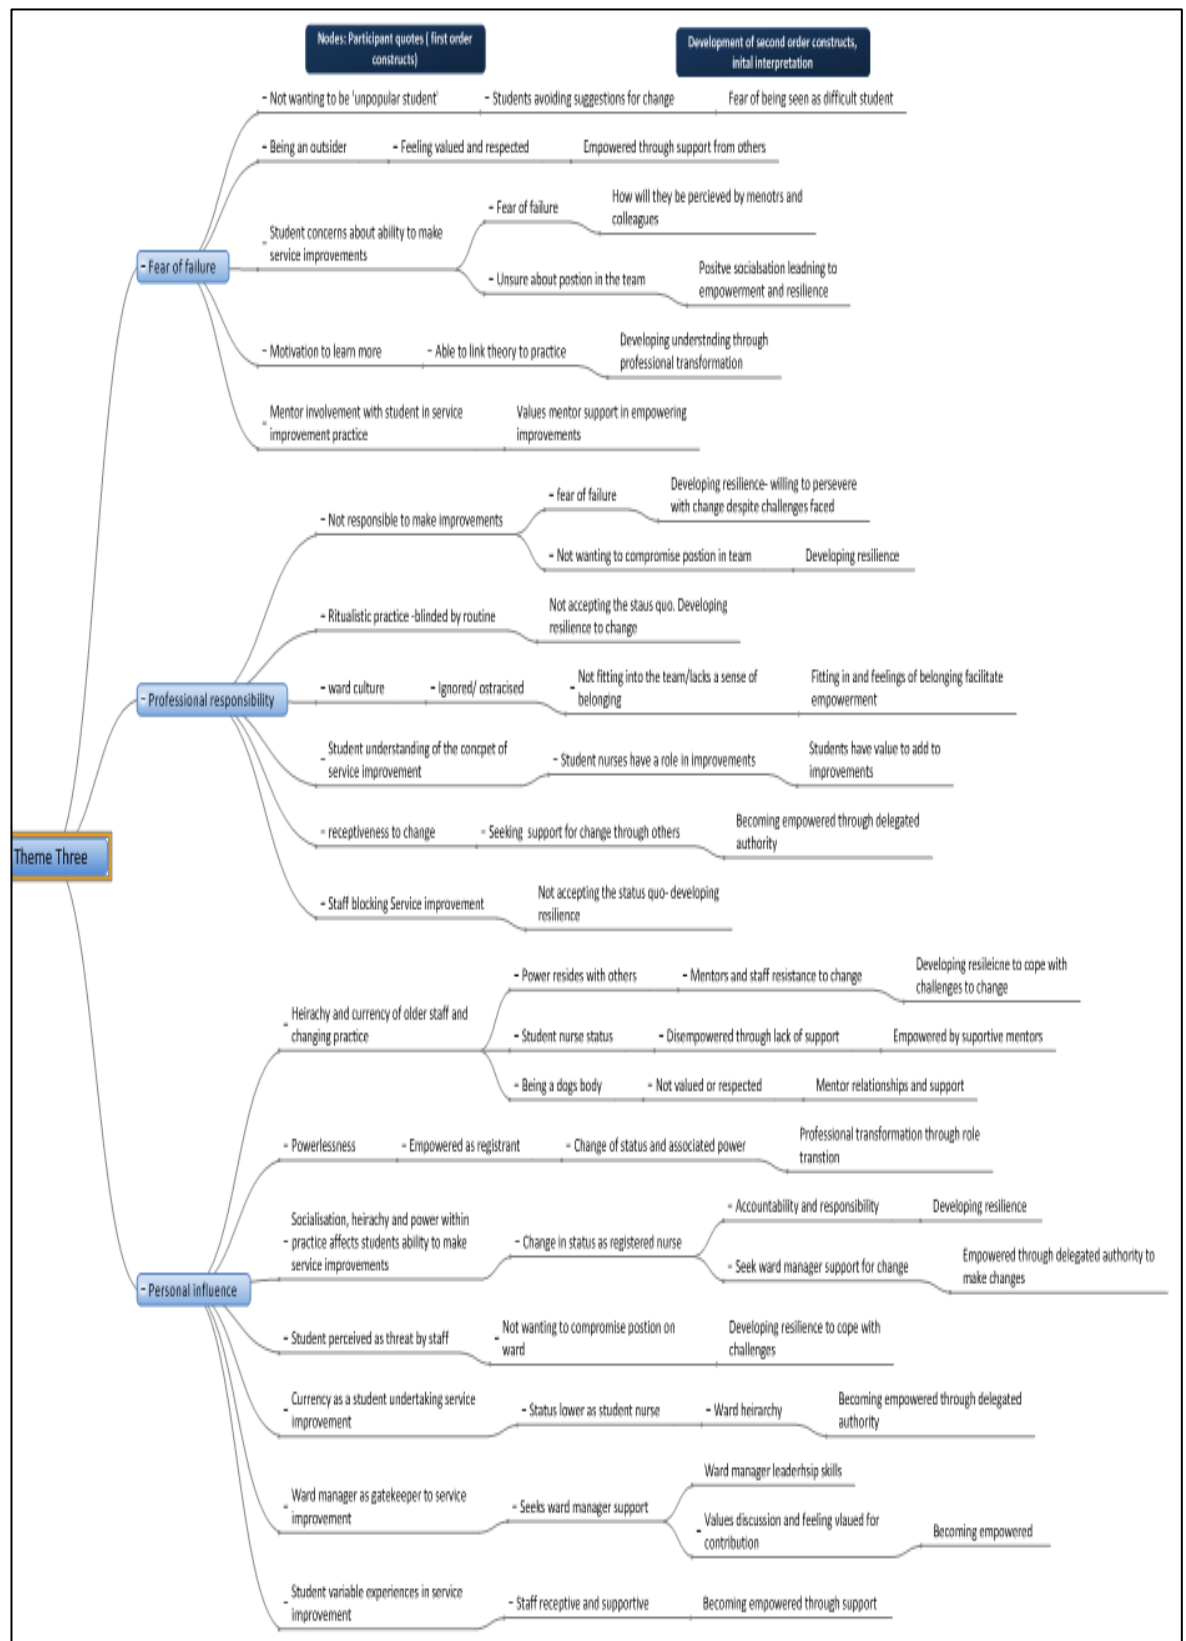 Nodes: Participant quotes ( first order
constructs)
Development of second order constructs,
inital interpretation
Not wanting to be 'unpopular student'
Students avoiding suggestions for change
Fear of being seen as difficult student
Being an outsider
Feeling valued and respected
Empowered through support from others
Student concerns about ability to make
service improvements
Fear of failure
How will they be percieved by menotrs and
colleagues
Unsure about postion in the team
Positve socialsation leadning to
empowerment and resilience
Fear of failure
Motivation to learn more
Able to link theory to practice
Developing understnding through
professional transformation
Mentor involvement with student in service
improvement practice
Values mentor support in empowering
improvements
Not responsible to make improvements
fear of failure
Developing resilience- willing to persevere
with change despite challenges faced
Not wanting to compromise postion in team
Developing resilience
Ritualistic practice -blinded by routine
Not accepting the staus quo. Developing
resilience to change
Professional responsibility
ward culture
Ignored/ ostracised
Not fitting into the team/lacks a sense of
belonging
Fitting in and feelings of belonging facilitate
empowerment
Student understanding of the concpet of
service improvement
Student nurses have a role in improvements
Students have value to add to
improvements
receptiveness to change
Seeking support for change through others
Becoming empowered through delegated
authority
Theme Three
Staff blocking Service improvement
Not accepting the status quo- developing
resilience
Heirachy and currency of older staff and
changing practice
Power resides with others
Mentors and staff resistance to change
Developing resileicne to cope with
challenges to change
Student nurse status
Disempowered through lack of support
Empowered by suportive mentors
Being a dogs body
Not valued or respected
Mentor relationships and support
Powerlessness
Empowered as registrant
Change of status and associated power
Professional transformation through role
transtion
Socialisation, heirachy and power within
practice affects students ability to make
service improvements
Change in status as registered nurse
Accountability and responsibility
Developing resilience
Seek ward manager support for change
Empowered through delegated authority to
make changes
Personal influence
Student perceived as threat by staff
Not wanting to compromise postion on
ward
Developing resilience to cope with
challenges
Currency as a student undertaking service
improvement
Status lower as student nurse
Ward heirarchy
Becoming empowered through delegated
authority
Ward manager as gatekeeper to service
improvement
Seeks ward manager support
Ward manager leaderhsip skills
Values discussion and feeling vlaued for
contribution
Becoming empowered
Student variable experiences in service
improvement
Staff receptive and supportive
Becoming empowered through support